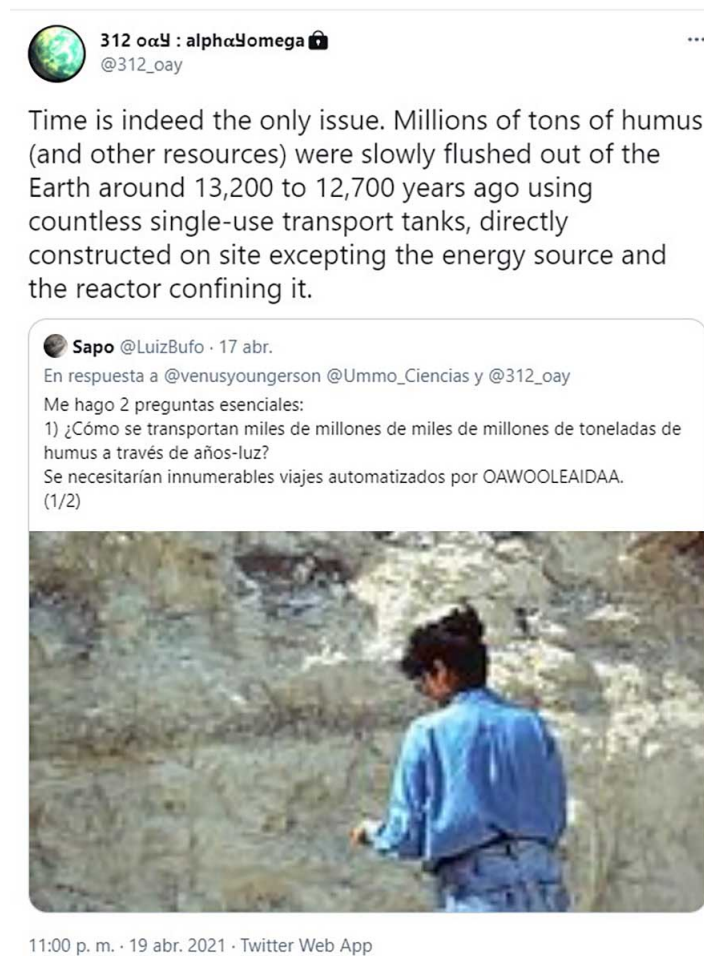 312 oαy : alphαyomega
@312_oay
Time is indeed the only issue. Millions of tons of humus
(and other resources) were slowly flushed out of the
Earth around 13,200 to 12,700 years ago using
countless single-use transport tanks, directly
constructed on site excepting the energy source and
the reactor confining it.
Sapo @LuizBufo · 17 abr.
En respuesta a @venusyoungerson @Ummo_Ciencias y @312_oay
Me hago 2 preguntas esenciales:
1) ¿Cómo se transportan miles de millones de miles de millones de toneladas de
humus a través de años-luz?
Se necesitarían innumerables viajes automatizados por OAWOOLEAIDAA.
(1/2)
11:00 p. m. · 19 abr. 2021 · Twitter Web App